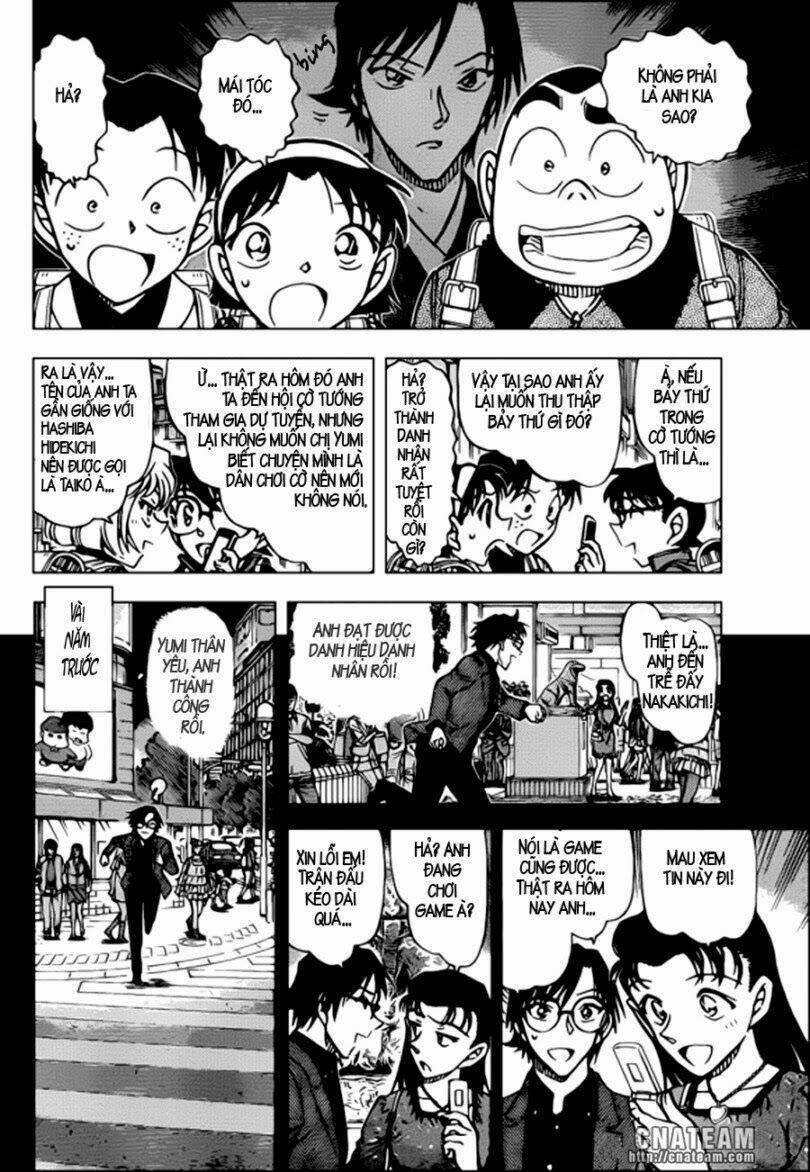 KHÔNG PHẢI
LÀ ANH KIA
SAO?
bing
MÁI TÓC
ĐÓ...
HẢ?
À, NẾU
BẢY THỨ
TRONG
CỜ TƯỚNG
THÌ LÀ...
VẬY TẠI SAO ANH ẤY
LẠI MUỐN THU THẬP
BẢY THỨ GÌ ĐÓ?
HẢ?
TRỞ
THÀNH
DANH
NHÂN
RẤT
TUYỆT
RỒI
CÒN
GÌ?
Ừ... THẬT RA HÔM ĐÓ ANH
TA ĐẾN HỘI CỜ TƯỚNG
THAM GIA DỰ TUYỂN, NHƯNG
LẠI KHÔNG MUỐN CHỊ YUMI
BIẾT CHUYỆN MÌNH LÀ
DÂN CHƠI CỜ NÊN MỚI
KHÔNG NÓI.
RA LÀ VẬY...
TÊN CỦA ANH TA
GẦN GIỐNG VỚI
HASHIBA
HIDEKICHI
NÊN ĐƯỢC GỌI
LÀ TAIKO À...
THIỆT LÀ...
ANH ĐẾN
TRỄ ĐẤY
NAKAKICHI!
ANH ĐẠT ĐƯỢC
DANH HIỆU DANH
NHÂN RỒI!
YUMI THÂN
YÊU, ANH
THÀNH
CÔNG
RỒI.
VÀI
NĂM
TRƯỚC
MAU XEM
TIN NÀY ĐI!
NÓI LÀ GAME
CŨNG ĐƯỢC...
THẬT RA HÔM
NAY ANH...
HẢ? ANH
ĐANG
CHƠI
GAME À?
XIN LỖI EM!
TRẬN ĐẤU
KÉO DÀI
QUÁ...
CNATEAM
http://cnateam.com